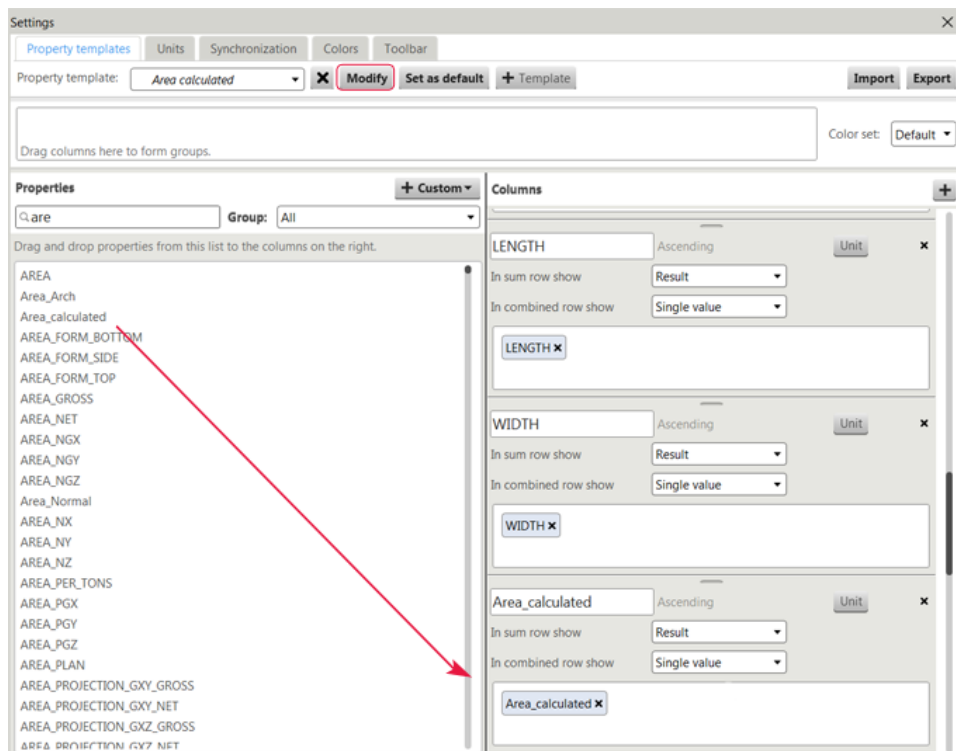 Settings
Property templates Units Synchronization Colors Toolbar
Property template: Area calculated Modify Set as default + Template Import Export
Drag columns here to form groups.
Color set: Default
Properties + Custom
are Group: All
Drag and drop properties from this list to the columns on the right.
AREA
Area_Arch
Area_calculated
AREA_FORM_BOTTOM
AREA_FORM_SIDE
AREA_FORM_TOP
AREA_GROSS
AREA_NET
AREA_NGX
AREA_NGY
AREA_NGZ
Area_Normal
AREA_NX
AREA_NY
AREA_NZ
AREA_PER_TONS
AREA_PGX
AREA_PGY
AREA_PGZ
AREA_PLAN
AREA_PROJECTION_GXY_GROSS
AREA_PROJECTION_GXY_NET
AREA_PROJECTION_GXZ_GROSS
AREA_PROJECTION_GXZ_NET
Columns +
LENGTH Ascending Unit
In sum row show Result
In combined row show Single value
LENGTH
WIDTH Ascending Unit
In sum row show Result
In combined row show Single value
WIDTH
Area_calculated Ascending Unit
In sum row show Result
In combined row show Single value
Area_calculated